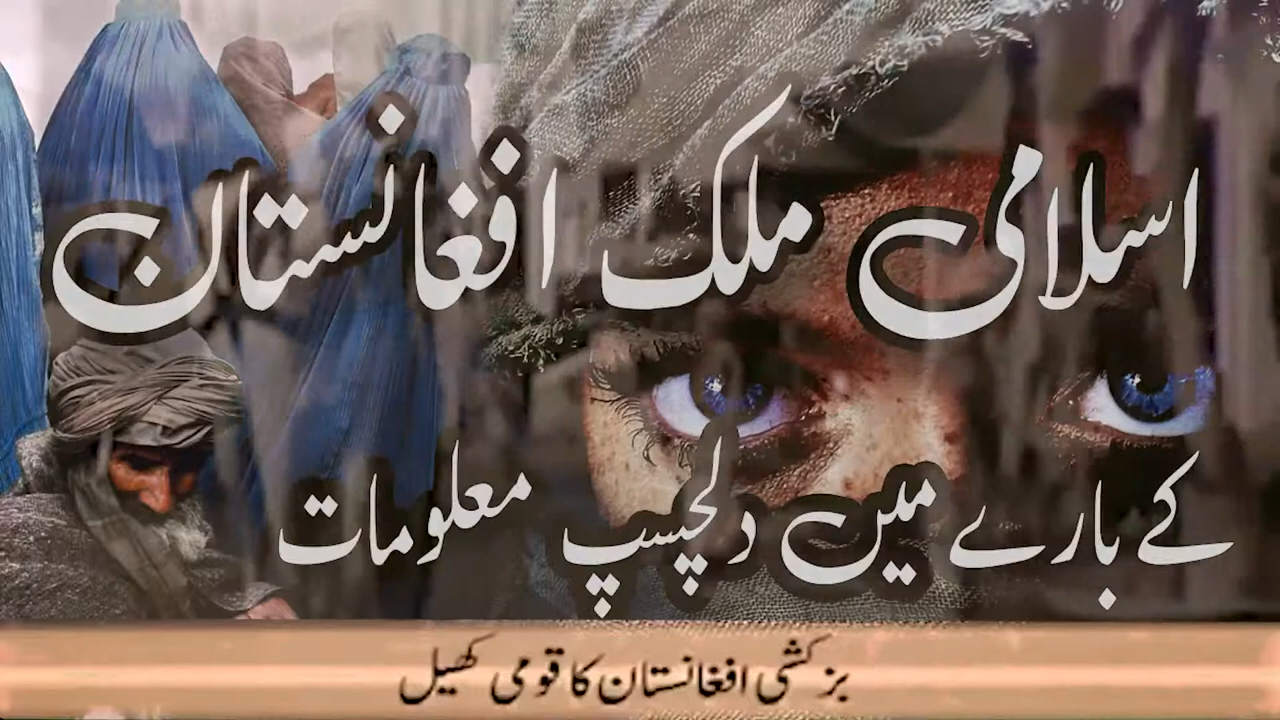 اسلامی ملک افغانستان
کے بارے میں دلچسپ معلومات
بزکشی افغانستان کا قومی کھیل